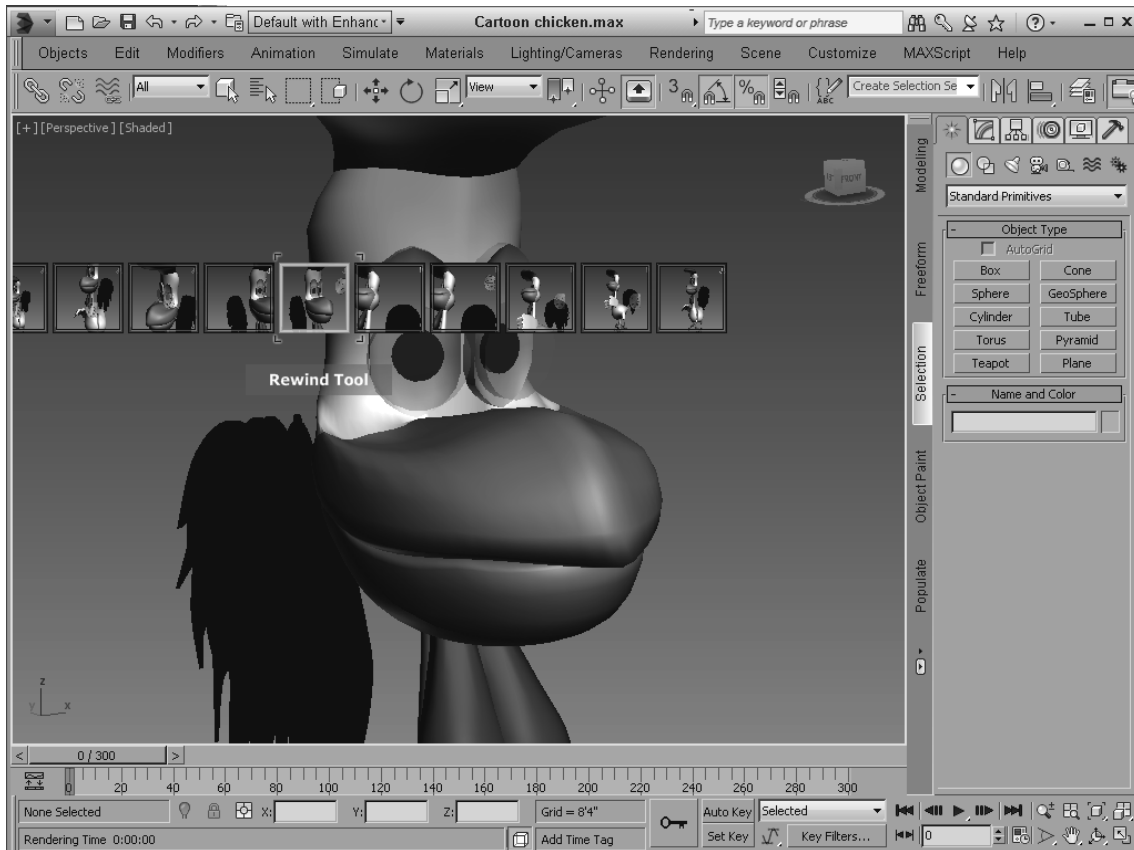 Default with Enhanc
Cartoon chicken.max
Type a keyword or phrase
Objects Edit Modifiers Animation Simulate Materials Lighting/Cameras Rendering Scene Customize MAXScript Help
All
View
3
%
ABC
Create Selection Se
[+] [Perspective] [Shaded]
FRONT
Modeling
Freeform
Selection
Object Paint
Populate
Standard Primitives
- Object Type
AutoGrid
Box Cone
Sphere GeoSphere
Cylinder Tube
Torus Pyramid
Teapot Plane
- Name and Color
Rewind Tool
z
y x
< 0 / 300 >
0 20 40 60 80 100 120 140 160 180 200 220 240 260 280 300
None Selected X: Y: Z: Grid = 8'4" Auto Key Selected
Rendering Time 0:00:00 Add Time Tag Set Key Key Filters... 0